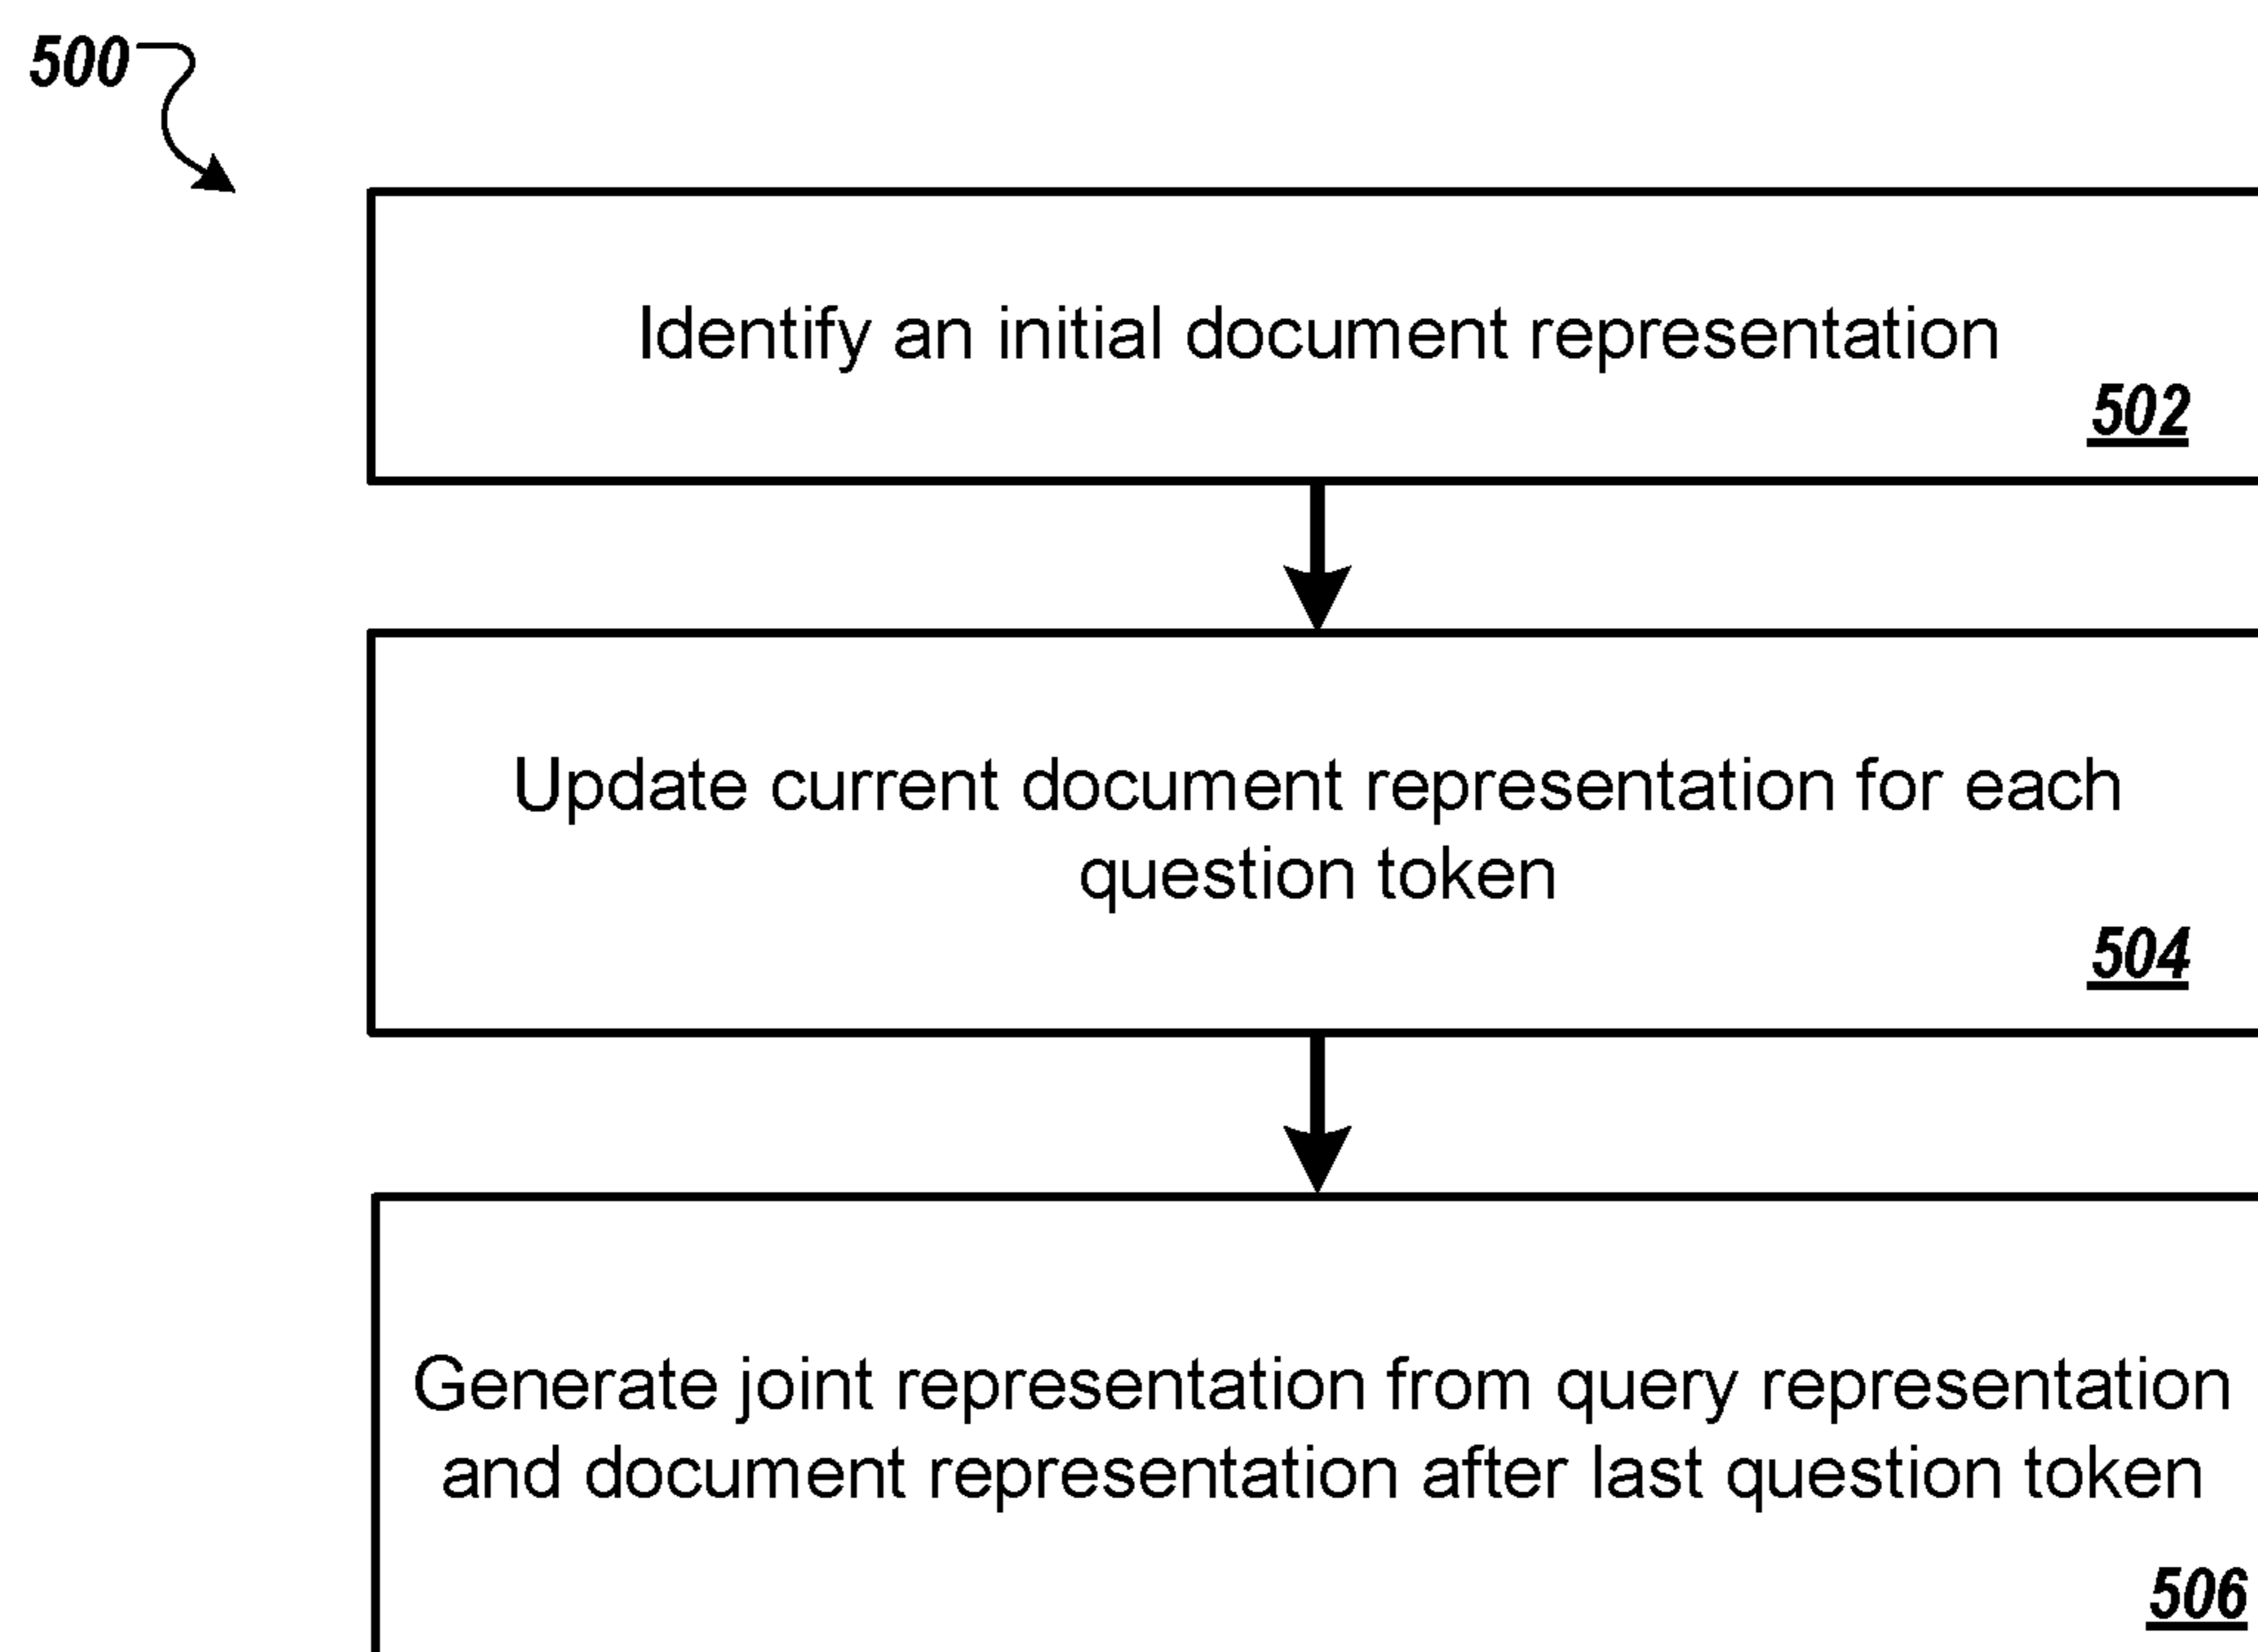 500
Identify an initial document representation
502
Update current document representation for each
question token
504
Generate joint representation from query representation
and document representation after last question token
506